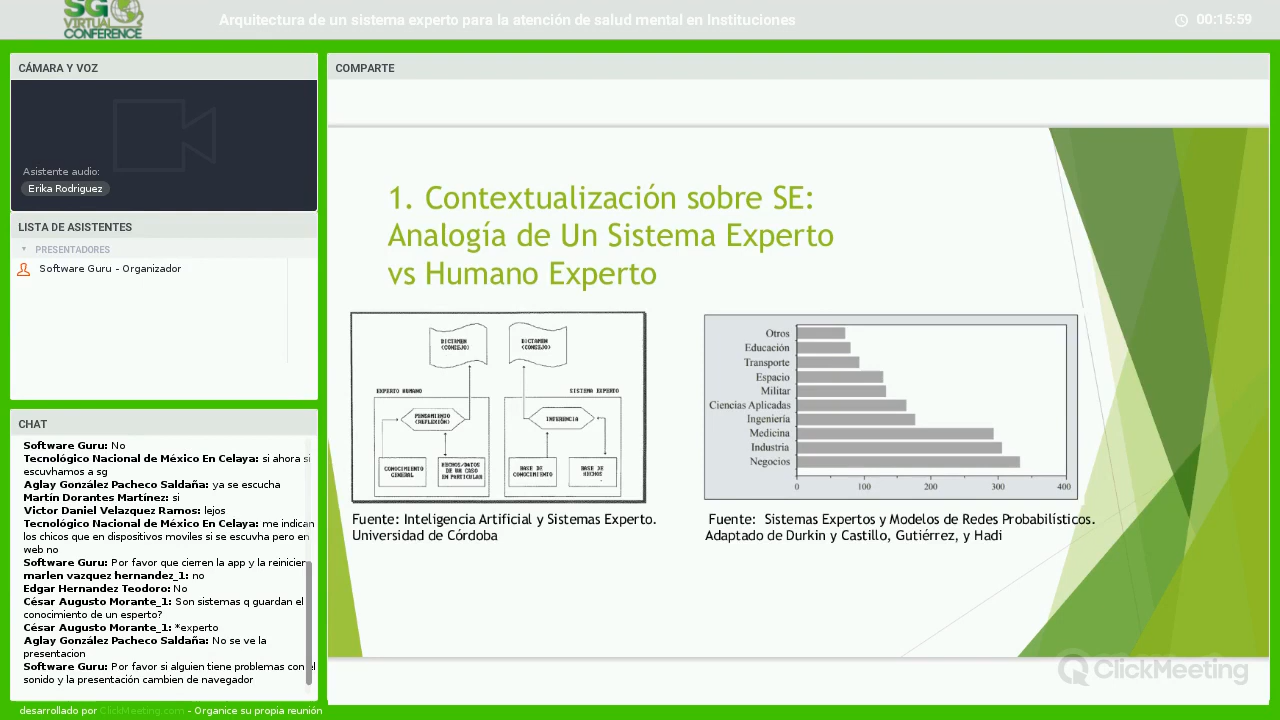 SG
VIRTUAL
CONFERENCE
Arquitectura de un sistema experto para la atención de salud mental en Instituciones
00:15:59
CÁMARA Y VOZ
Asistente audio:
Erika Rodriguez
LISTA DE ASISTENTES
PRESENTADORES
Software Guru - Organizador
CHAT
Software Guru: No
Tecnológico Nacional de México En Celaya: si ahora si
escuvhamos a sg
Aglay González Pacheco Saldaña: ya se escucha
Martín Dorantes Martínez: si
Victor Daniel Velazquez Ramos: lejos
Tecnológico Nacional de México En Celaya: me indican
los chicos que en dispositivos moviles si se escuvha pero en
web no
Software Guru: Por favor que cierren la app y la reinicien
marlen vazquez hernandez_1: no
Edgar Hernandez Teodoro: No
César Augusto Morante_1: Son sistemas q guardan el
conocimiento de un esperto?
César Augusto Morante_1: *experto
Aglay González Pacheco Saldaña: No se ve la
presentacion
Software Guru: Por favor si alguien tiene problemas con el
sonido y la presentación cambien de navegador
desarrollado por ClickMeeting.com - Organice su propia reunión
COMPARTE
1. Contextualización sobre SE:
Analogía de Un Sistema Experto
vs Humano Experto
DICTAMEN
(CONSEJO)
DICTAMEN
(CONSEJO)
EXPERTO HUMANO
SISTEMA EXPERTO
PENSAMIENTO
(REFLEXIÓN)
INFERENCIA
CONOCIMIENTO
GENERAL
HECHOS/DATOS
DE UN CASO
EN PARTICULAR
BASE DE
CONOCIMIENTO
BASE DE
HECHOS
Fuente: Inteligencia Artificial y Sistemas Experto.
Universidad de Córdoba
Otros
Educación
Transporte
Espacio
Militar
Ciencias Aplicadas
Ingeniería
Medicina
Industria
Negocios
0 100 200 300 400
Fuente: Sistemas Expertos y Modelos de Redes Probabilísticos.
Adaptado de Durkin y Castillo, Gutiérrez, y Hadi
ClickMeeting